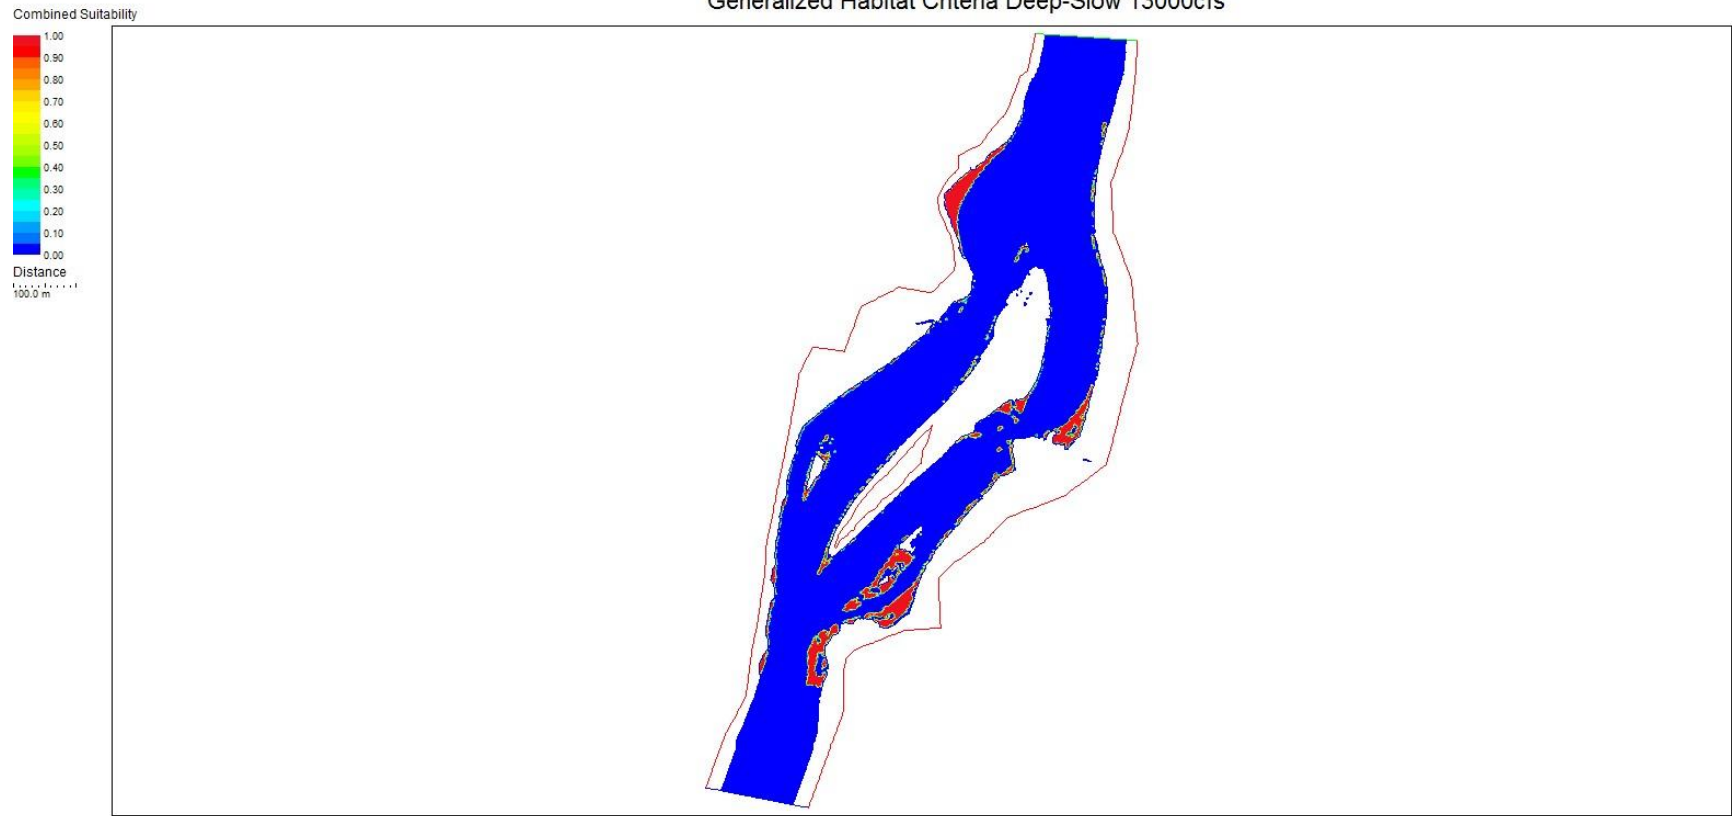 Generalized Habitat Criteria Deep-Slow 13000cfs
Combined Suitability
1.00
0.90
0.80
0.70
0.60
0.50
0.40
0.30
0.20
0.10
0.00
Distance
100.0 m